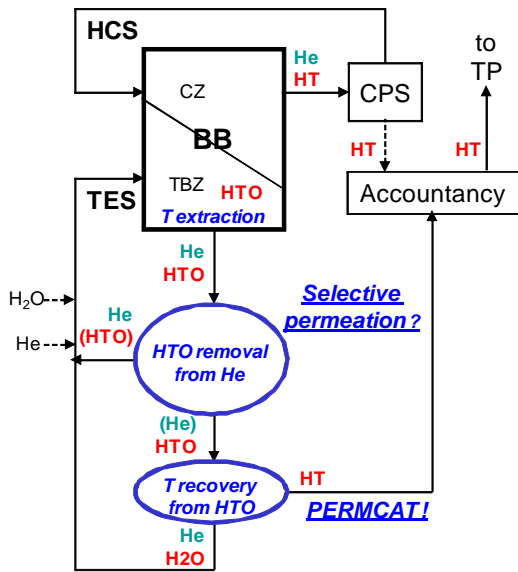 HCS
He
HT
to
TP
CZ
CPS
BB
HT
HT
TBZ
HTO
TES
T extraction
Accountancy
He
HTO
H₂O
He
He
(HTO)
Selective
permeation?
HTO removal
from He
(He)
HTO
T recovery
from HTO
HT
PERMCAT!
He
H2O